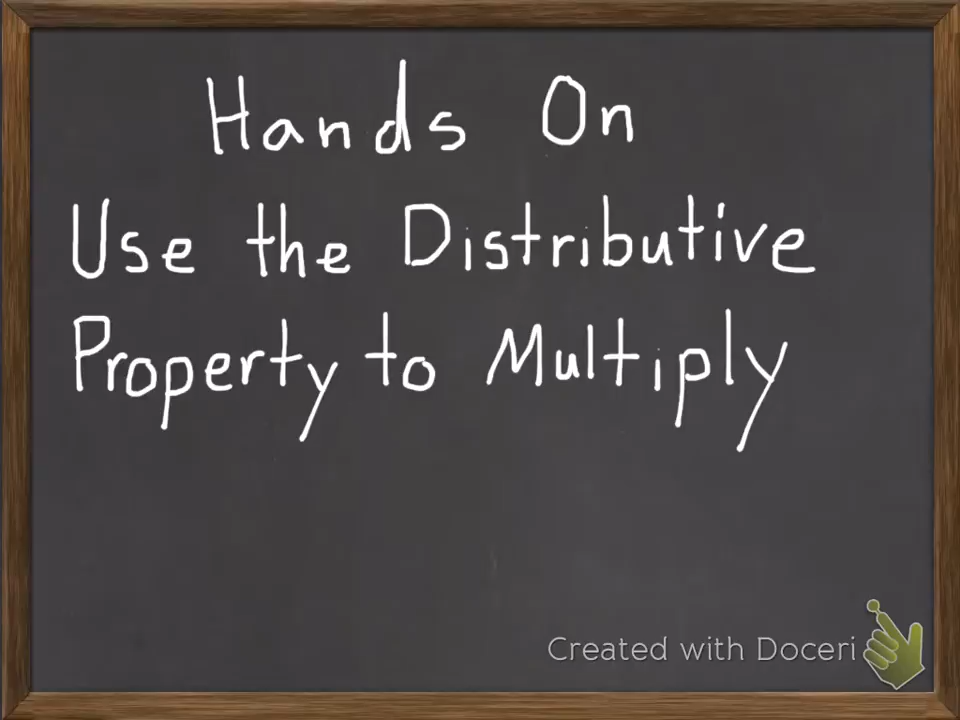 Hands On
Use the Distributive
Property to Multiply
Created with Doceri